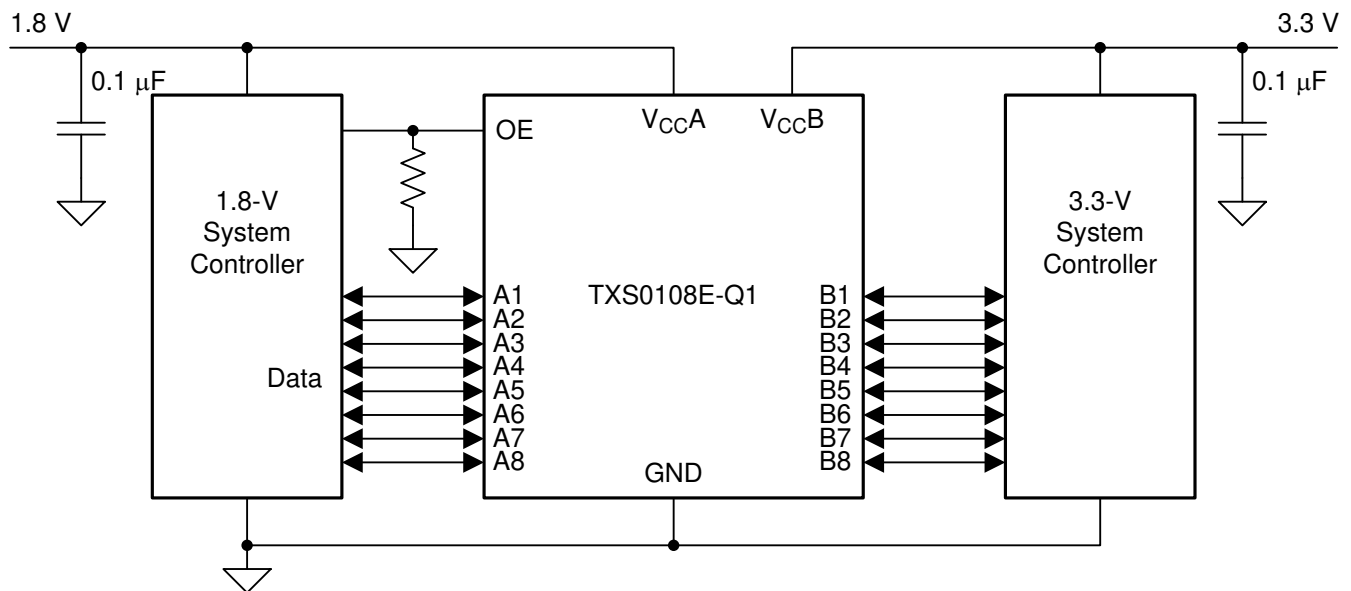 1.8 V
3.3 V
0.1 μF
0.1 μF
OE
VCCA
VCCB
1.8-V
System
Controller
3.3-V
System
Controller
TXS0108E-Q1
Data
A1
A2
A3
A4
A5
A6
A7
A8
B1
B2
B3
B4
B5
B6
B7
B8
GND